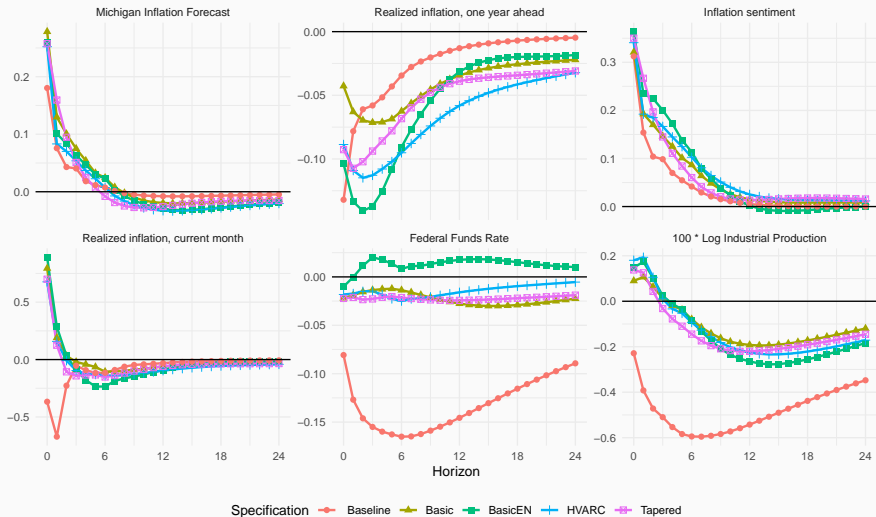 Michigan Inflation Forecast
Realized inflation, one year ahead
Inflation sentiment
0.2
0.1
0.0
0.00
−0.05
−0.10
0.3
0.2
0.1
0.0
Realized inflation, current month
Federal Funds Rate
100 * Log Industrial Production
0.5
0.0
−0.5
0.00
−0.05
−0.10
−0.15
0.2
0.0
−0.2
−0.4
−0.6
0 6 12 18 24
0 6 12 18 24
0 6 12 18 24
Horizon
Specification Baseline Basic BasicEN HVARC Tapered